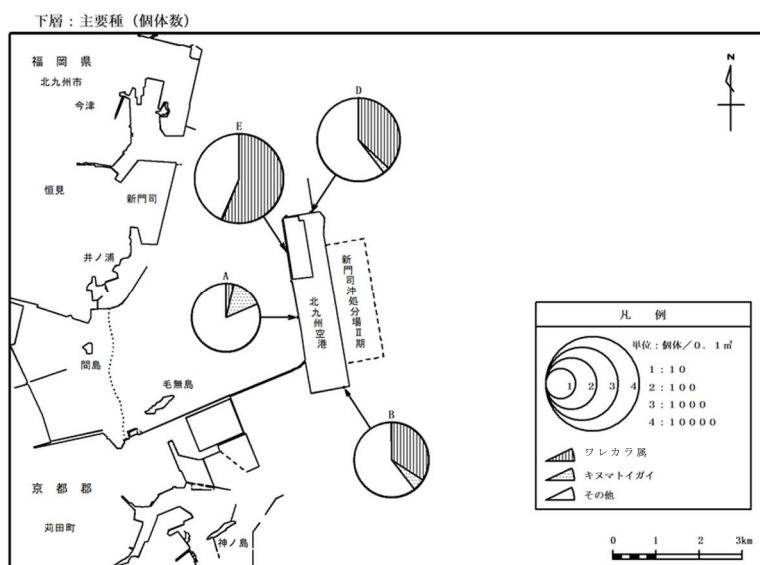 下層：主要種（個体数）
福岡県
北九州市
今津
恒見
新門司
井ノ浦
間島
毛無島
京都郡
苅田町
神ノ島
N
D
E
A
B
北九州空港
新門司沖処分場Ⅱ期
凡　例
単位：個体／０．１㎡
1 2 3 4
１：１０
２：１００
３：１０００
４：１００００
ワレカラ属
キヌマトイガイ
その他
0 1 2 3km